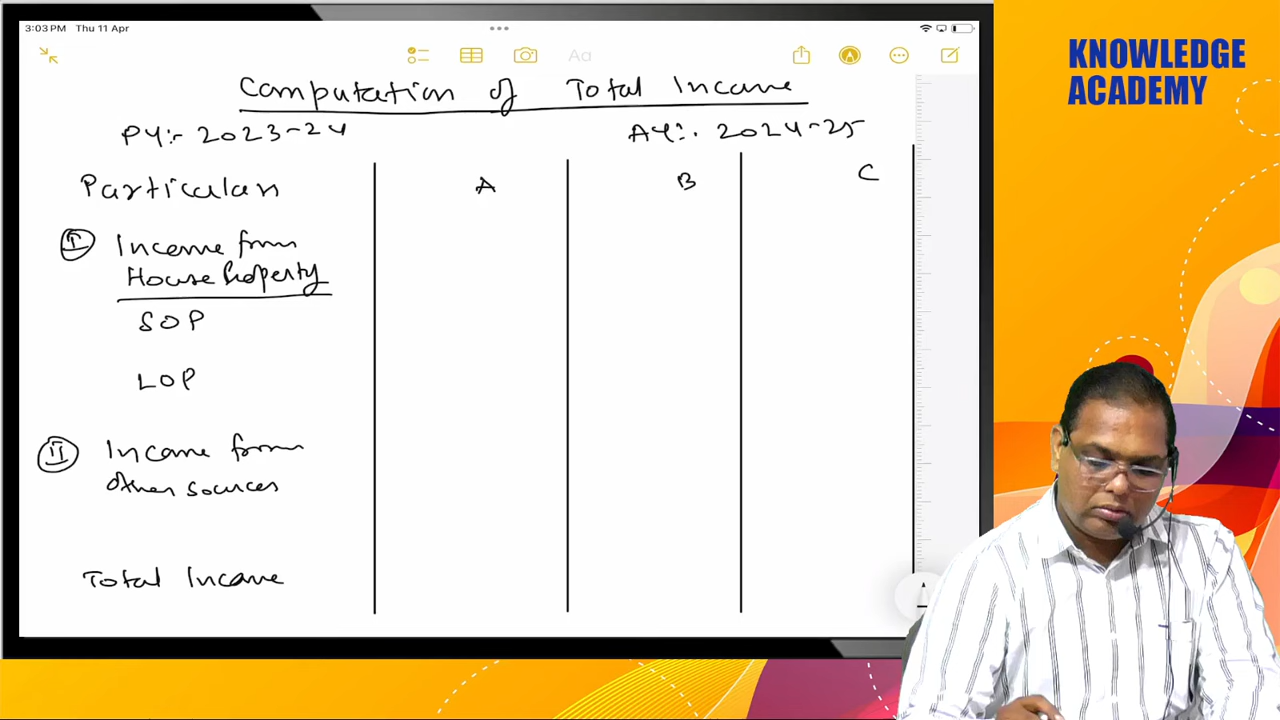 3:03 PM Thu 11 Apr
Aa
KNOWLEDGE
ACADEMY
Computation of Total Income
PY:- 2023-24 AY:. 2024-25
Particulars A B C
I Income from
House Property
SOP
LOP
II Income from
other sources
Total Income